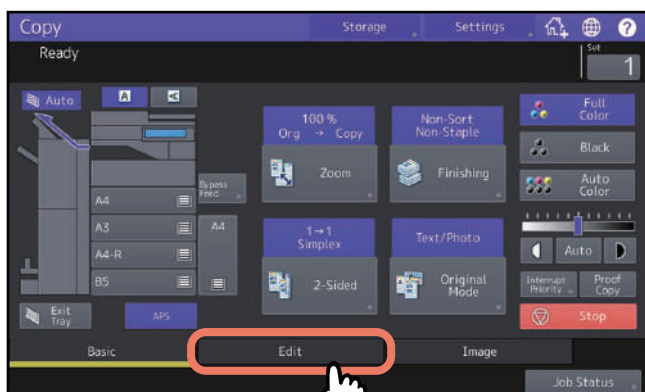 Copy
Storage
Settings
?
Ready
Set
1
Auto
A
A
100 %
Org → Copy
Zoom
Non-Sort
Non-Staple
Finishing
Full
Color
Black
Auto
Color
Bypass
Feed
A4
A3
A4-R
B5
A4
1→1
Simplex
2-Sided
Text/Photo
Original
Mode
Auto
Interrupt
Priority
Proof
Copy
Stop
Exit
Tray
APS
Basic
Edit
Image
Job Status